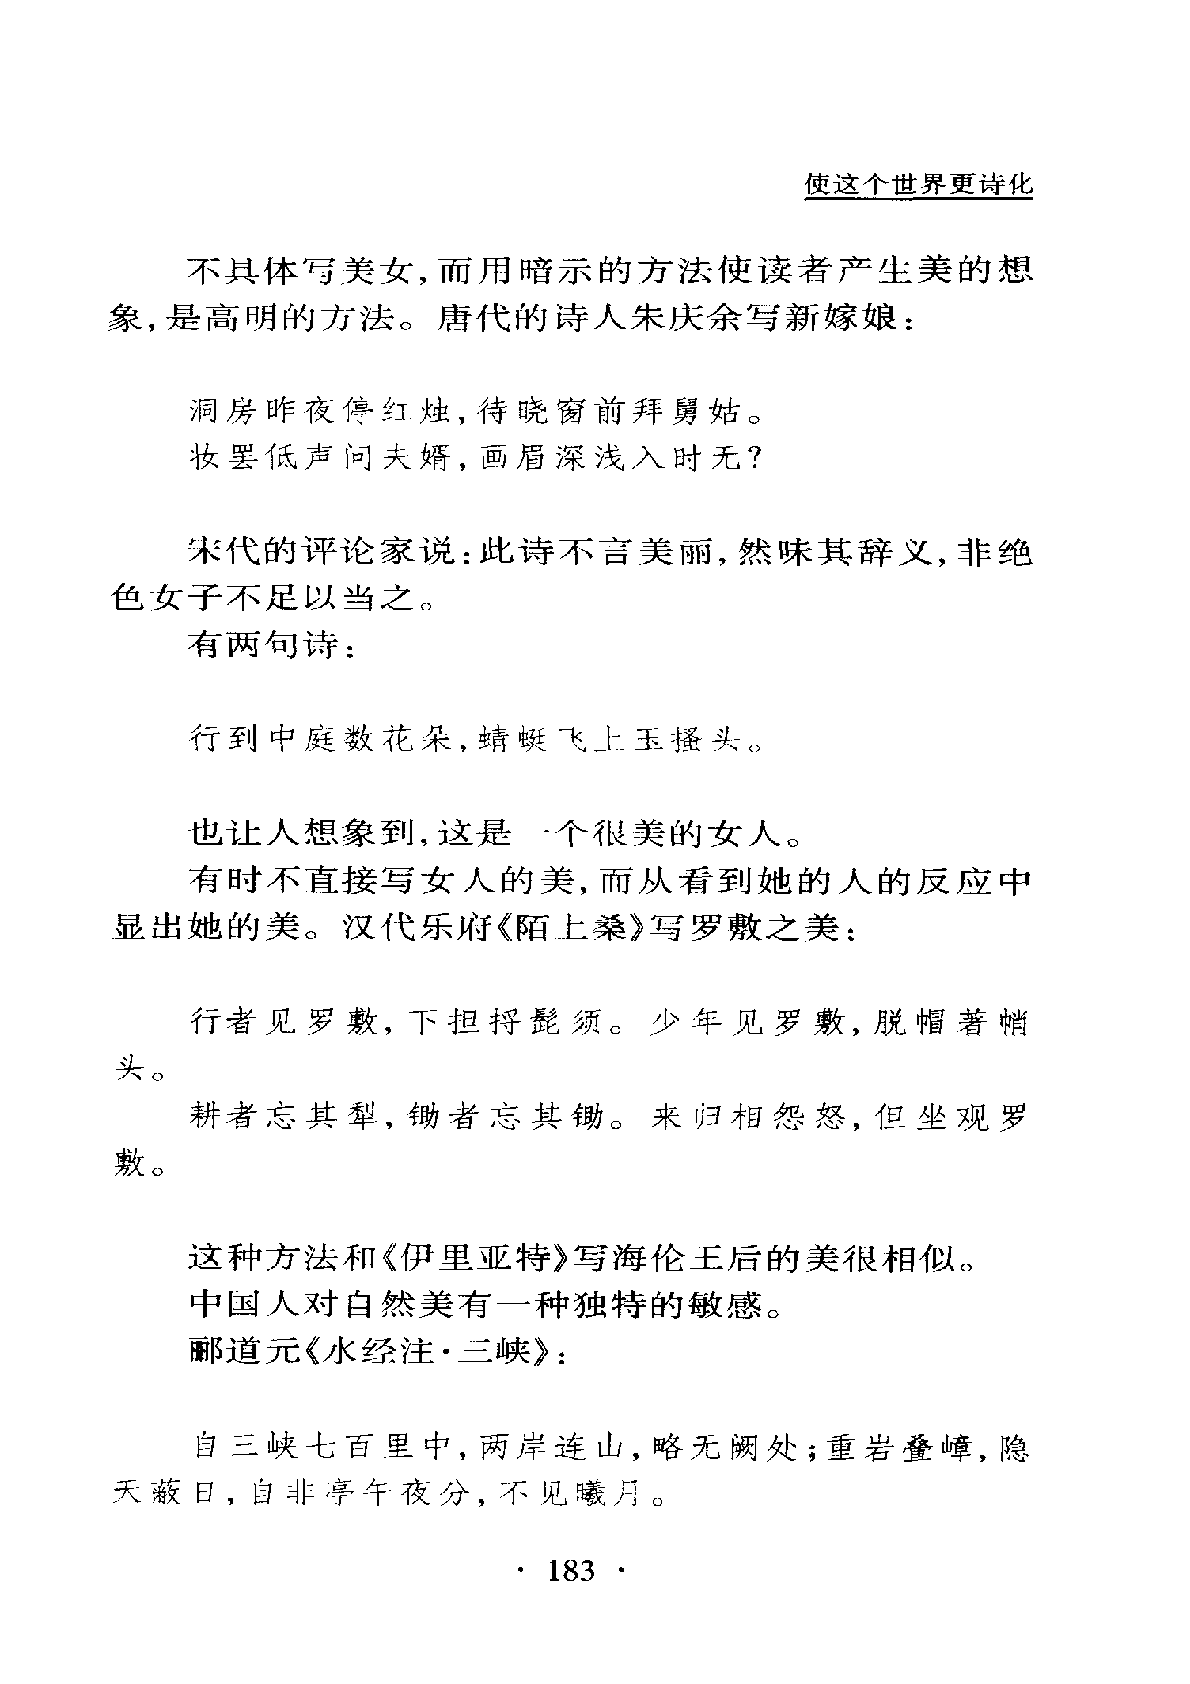 使这个世界更诗化
不具体写美女,而用暗示的方法使读者产生美的想
象,是高明的方法。唐代的诗人朱庆余写新嫁娘:
洞房昨夜停红烛,待晓窗前拜舅姑。
妆罢低声问夫婿,画眉深浅入时无?
宋代的评论家说:此诗不言美丽,然味其辞义,非绝
色女子不足以当之。
有两句诗:
行到中庭数花朵,蜻蜓飞上玉搔头。
也让人想象到,这是一个很美的女人。
有时不直接写女人的美,而从看到她的人的反应中
显出她的美。汉代乐府《陌上桑》写罗敷之美:
行者见罗敷,下担捋髭须。少年见罗敷,脱帽著帩
头。
耕者忘其犁,锄者忘其锄。来归相怨怒,但坐观罗
敷。
这种方法和《伊里亚特》写海伦王后的美很相似。
中国人对自然美有一种独特的敏感。
郦道元《水经注·三峡》:
自三峡七百里中,两岸连山,略无阙处;重岩叠嶂,隐
天蔽日,自非亭午夜分,不见曦月。
· 183 ·